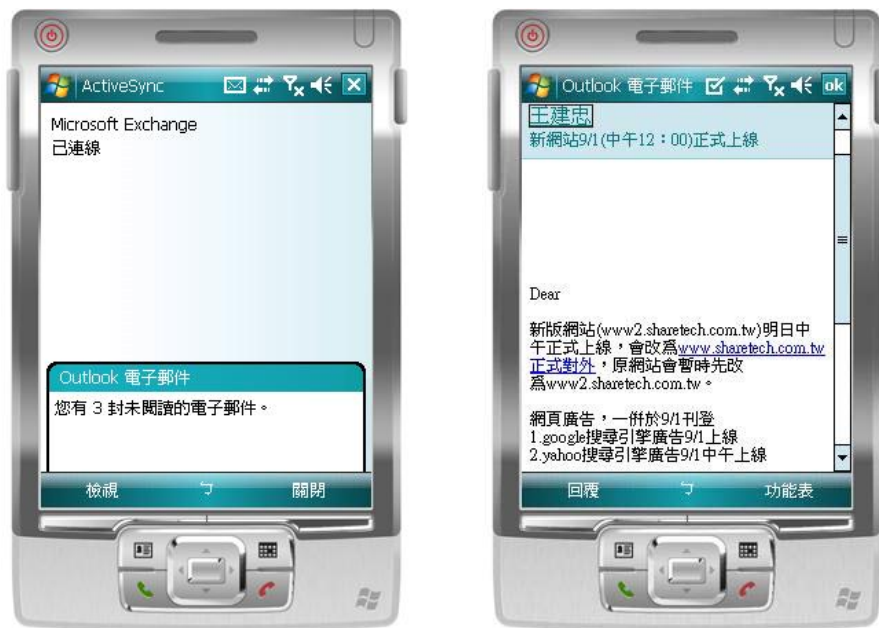 ActiveSync
Microsoft Exchange
已連線
Outlook 電子郵件
您有 3 封未閱讀的電子郵件。
檢視 ㄅ 關閉
Outlook 電子郵件 ok
王建忠
新網站9/1(中午12：00)正式上線
Dear
新版網站(www2.sharetech.com.tw)明日中
午正式上線，會改爲www.sharetech.com.tw
正式對外，原網站會暫時先改
爲www2.sharetech.com.tw。
網頁廣告，一併於9/1刊登
1.google搜尋引擎廣告9/1上線
2.yahoo搜尋引擎廣告9/1中午上線
回覆 ㄅ 功能表